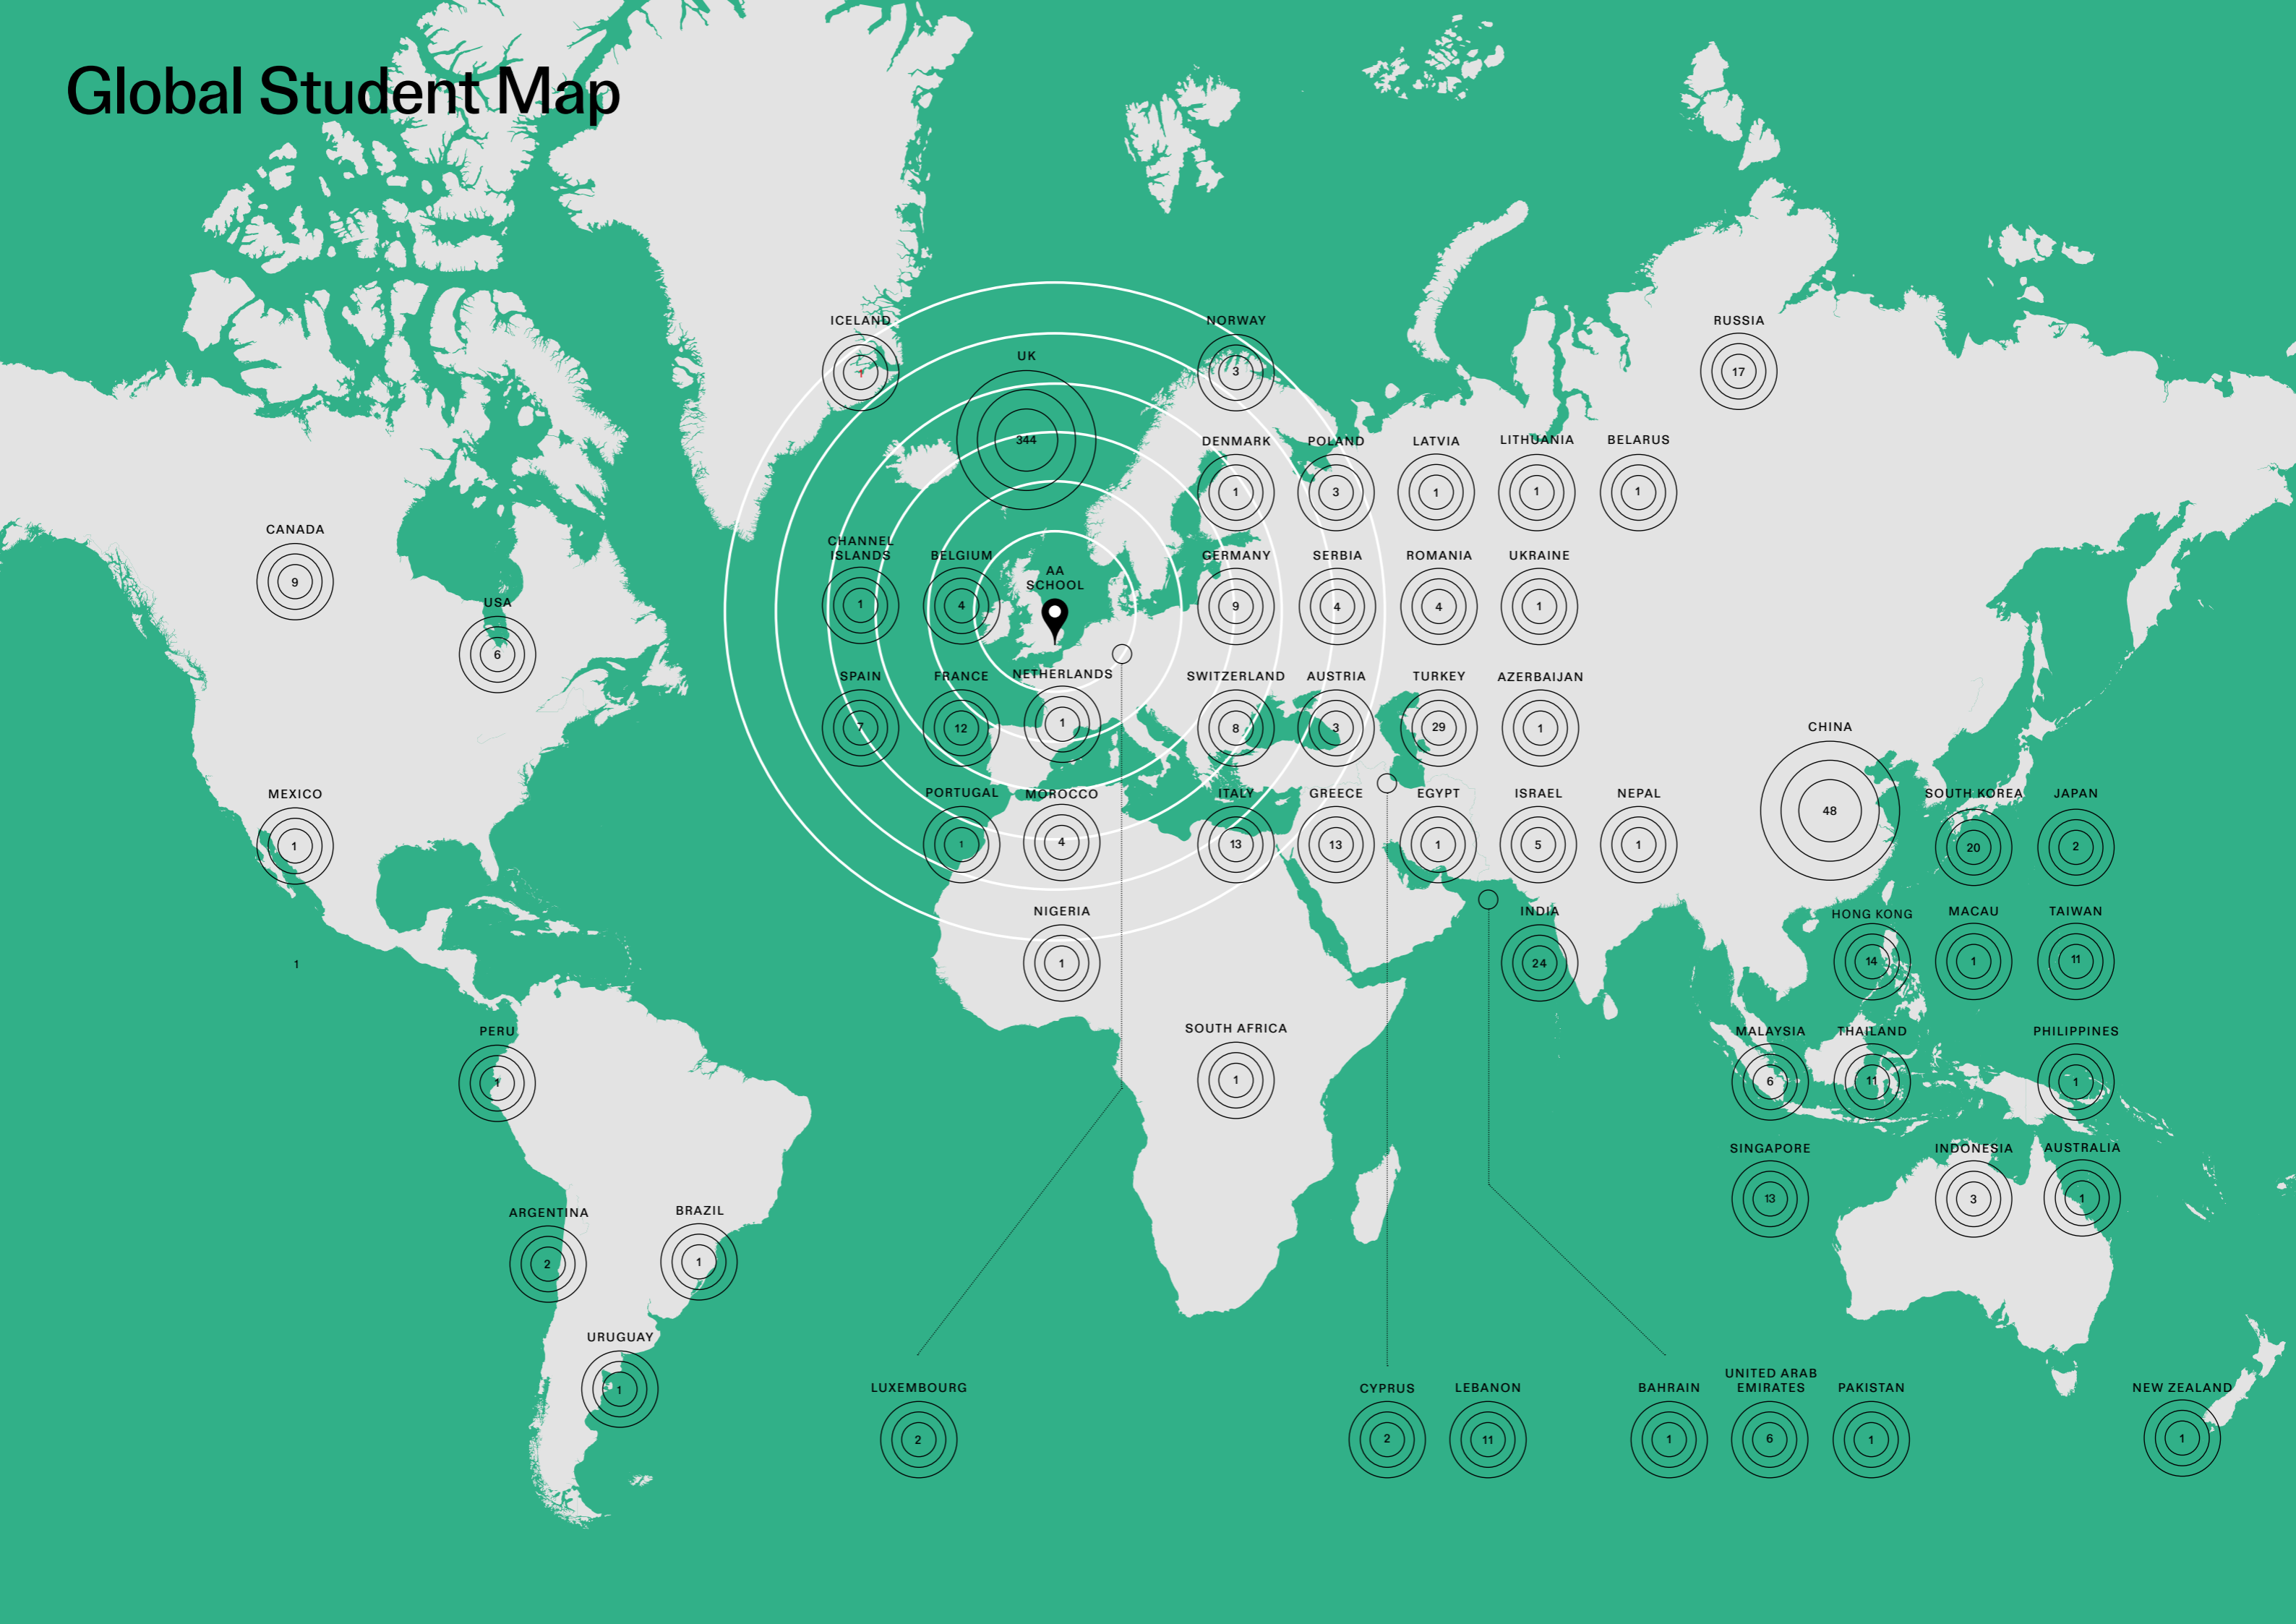 Global Student Map
ICELAND
1
NORWAY
3
RUSSIA
17
UK
344
DENMARK
1
POLAND
3
LATVIA
1
LITHUANIA
1
BELARUS
1
CANADA
9
CHANNEL
ISLANDS
1
BELGIUM
4
AA
SCHOOL
GERMANY
9
SERBIA
4
ROMANIA
4
UKRAINE
1
USA
6
SPAIN
7
FRANCE
12
NETHERLANDS
1
SWITZERLAND
8
AUSTRIA
3
TURKEY
29
AZERBAIJAN
1
CHINA
48
MEXICO
1
PORTUGAL
1
MOROCCO
4
ITALY
13
GREECE
13
EGYPT
1
ISRAEL
5
NEPAL
1
SOUTH KOREA
20
JAPAN
2
1
NIGERIA
1
INDIA
24
HONG KONG
14
MACAU
1
TAIWAN
11
PERU
1
SOUTH AFRICA
1
MALAYSIA
6
THAILAND
11
PHILIPPINES
1
SINGAPORE
13
INDONESIA
3
AUSTRALIA
1
ARGENTINA
2
BRAZIL
1
URUGUAY
1
LUXEMBOURG
2
CYPRUS
2
LEBANON
11
BAHRAIN
1
UNITED ARAB
EMIRATES
6
PAKISTAN
1
NEW ZEALAND
1